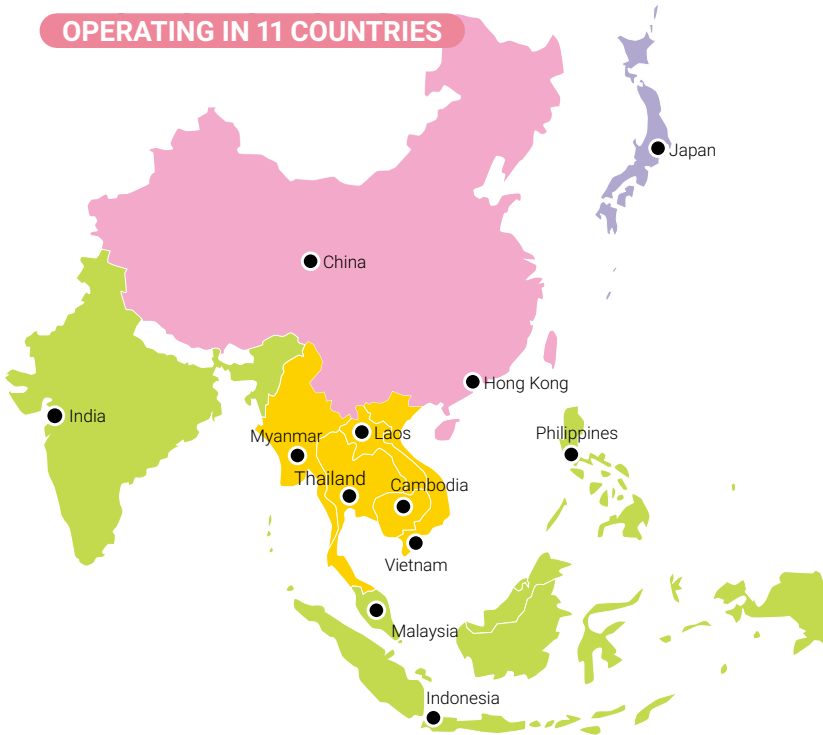 OPERATING IN 11 COUNTRIES
Japan
China
Hong Kong
India
Myanmar
Laos
Philippines
Thailand
Cambodia
Vietnam
Malaysia
Indonesia